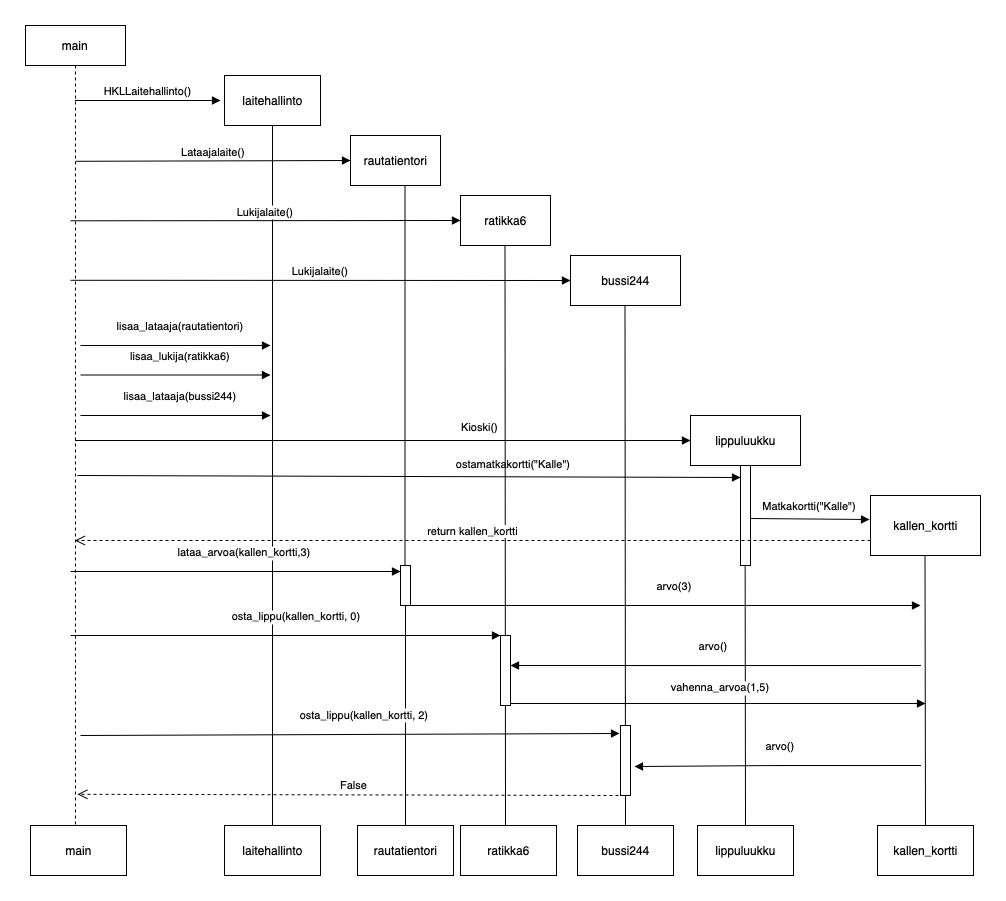 main
HKLLaitehallinto()
laitehallinto
Lataajalaite()
rautatientori
Lukijalaite()
ratikka6
Lukijalaite()
bussi244
lisaa_lataaja(rautatientori)
lisaa_lukija(ratikka6)
lisaa_lataaja(bussi244)
Kioski()
lippuluukku
ostamatkakortti("Kalle")
Matkakortti("Kalle")
kallen_kortti
return kallen_kortti
lataa_arvoa(kallen_kortti,3)
arvo(3)
osta_lippu(kallen_kortti, 0)
arvo()
vahenna_arvoa(1,5)
osta_lippu(kallen_kortti, 2)
arvo()
False
main laitehallinto rautatientori ratikka6 bussi244 lippuluukku kallen_kortti